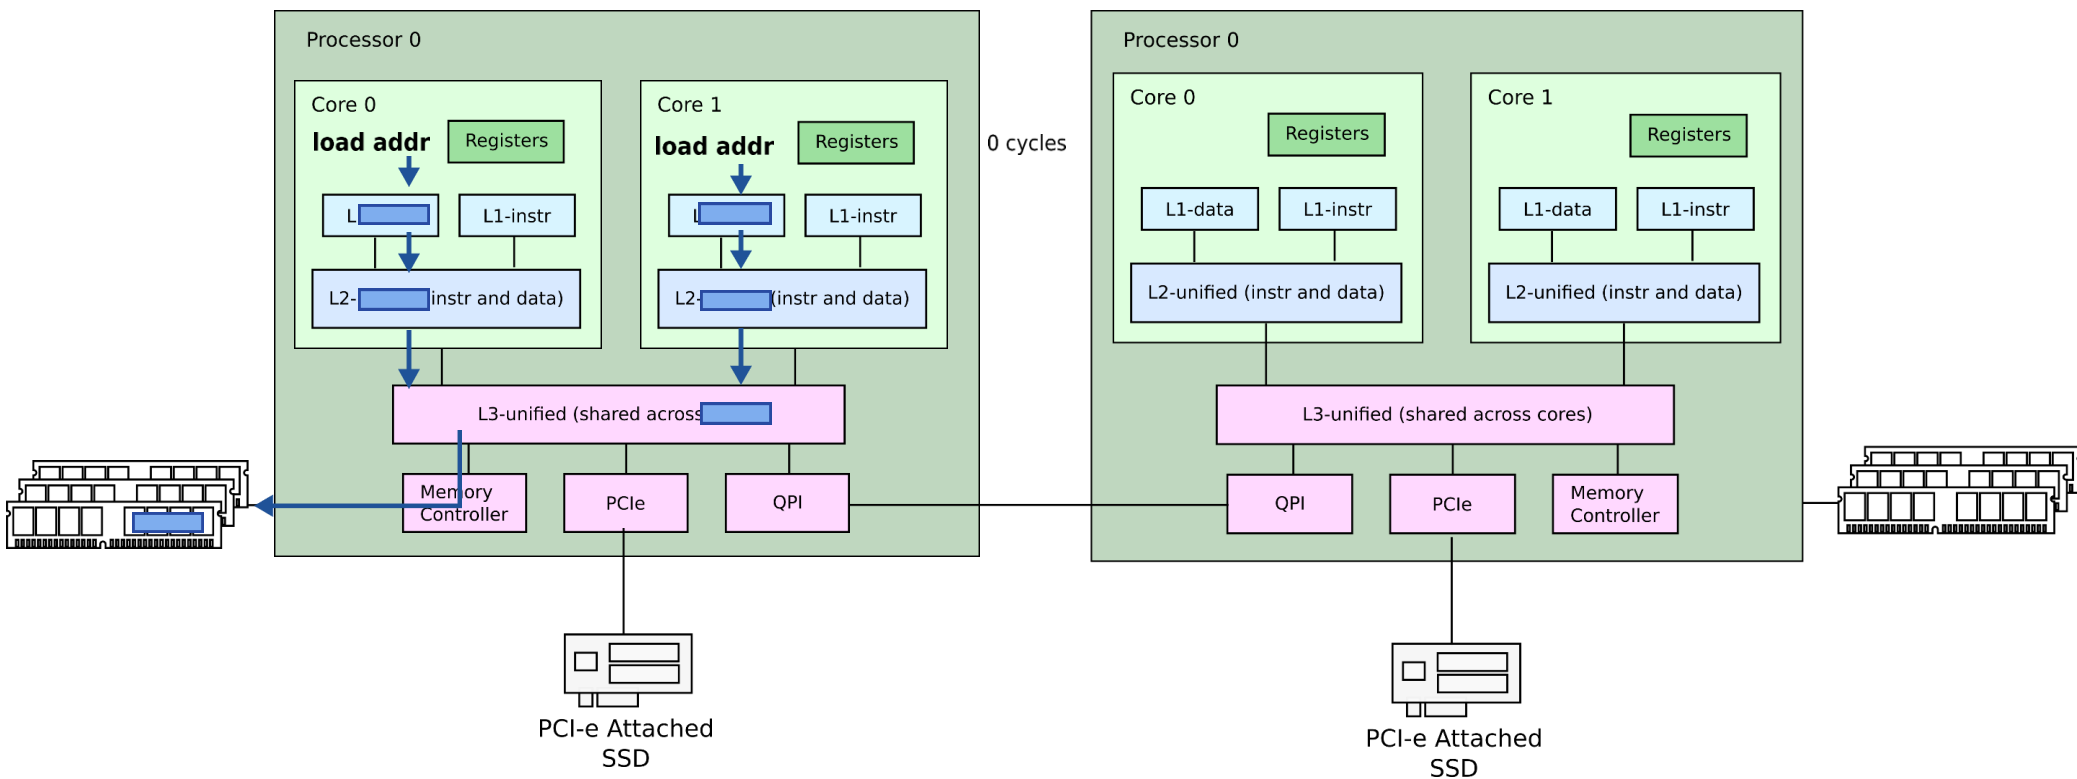 Processor 0
Core 0
load addr
Registers
L
L1-instr
L2-
instr and data)
Core 1
load addr
Registers
L
L1-instr
L2-
(instr and data)
L3-unified (shared across
Memory
Controller
PCIe
QPI
PCI-e Attached
SSD
0 cycles
Processor 0
Core 0
Registers
L1-data
L1-instr
L2-unified (instr and data)
Core 1
Registers
L1-data
L1-instr
L2-unified (instr and data)
L3-unified (shared across cores)
QPI
PCIe
Memory
Controller
PCI-e Attached
SSD